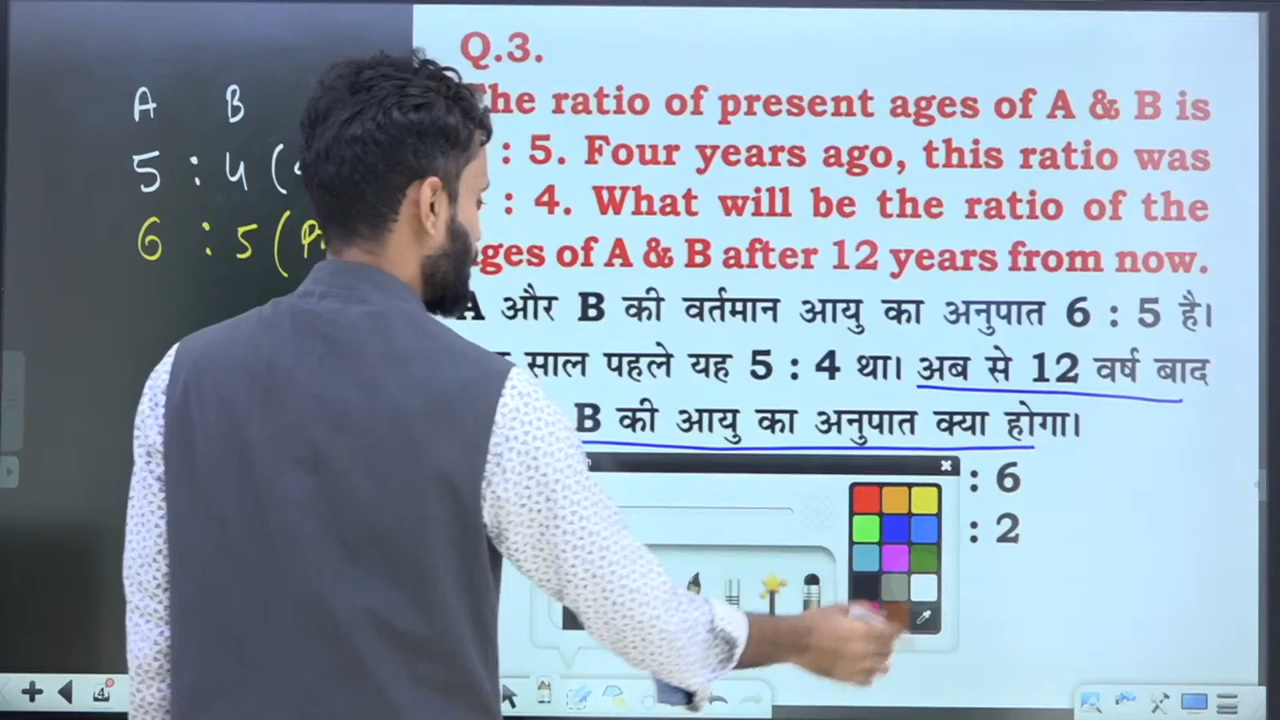 A B
5 : 4 (
6 : 5 (
Q.3.
The ratio of present ages of A & B is
: 5. Four years ago, this ratio was
: 4. What will be the ratio of the
ages of A & B after 12 years from now.
A और B की वर्तमान आयु का अनुपात 6 : 5 है।
साल पहले यह 5 : 4 था। अब से 12 वर्ष बाद
B की आयु का अनुपात क्या होगा।
: 6
: 2